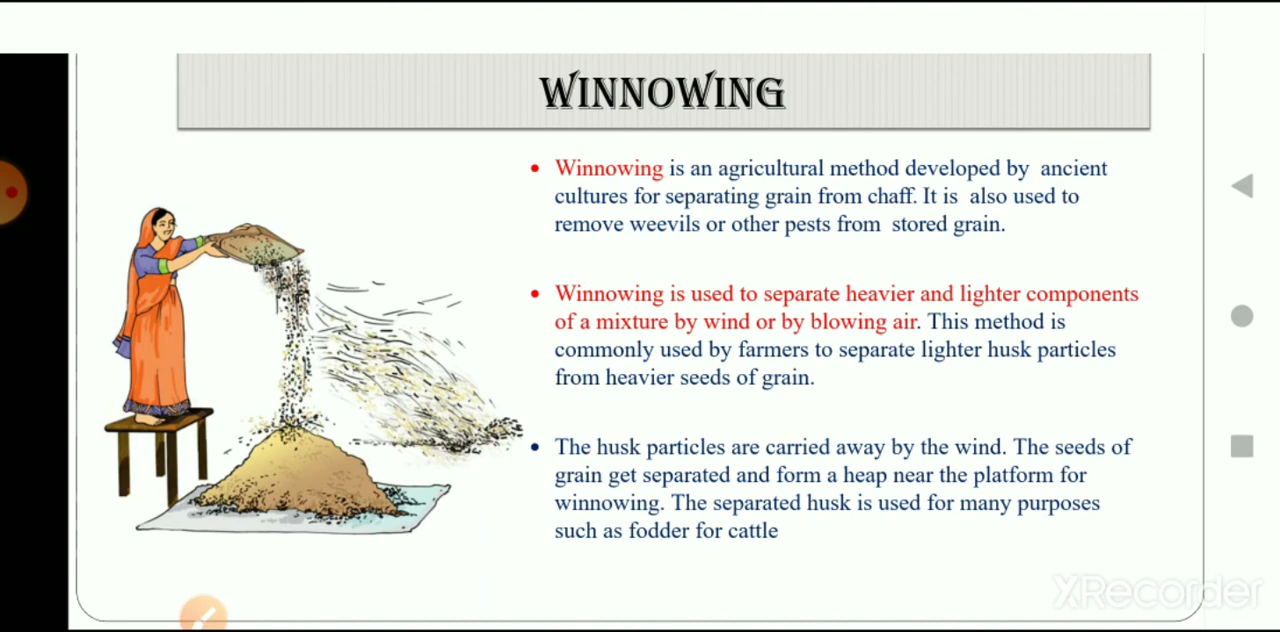 WINNOWING
• Winnowing is an agricultural method developed by ancient
cultures for separating grain from chaff. It is also used to
remove weevils or other pests from stored grain.
• Winnowing is used to separate heavier and lighter components
of a mixture by wind or by blowing air. This method is
commonly used by farmers to separate lighter husk particles
from heavier seeds of grain.
• The husk particles are carried away by the wind. The seeds of
grain get separated and form a heap near the platform for
winnowing. The separated husk is used for many purposes
such as fodder for cattle
XRecorder